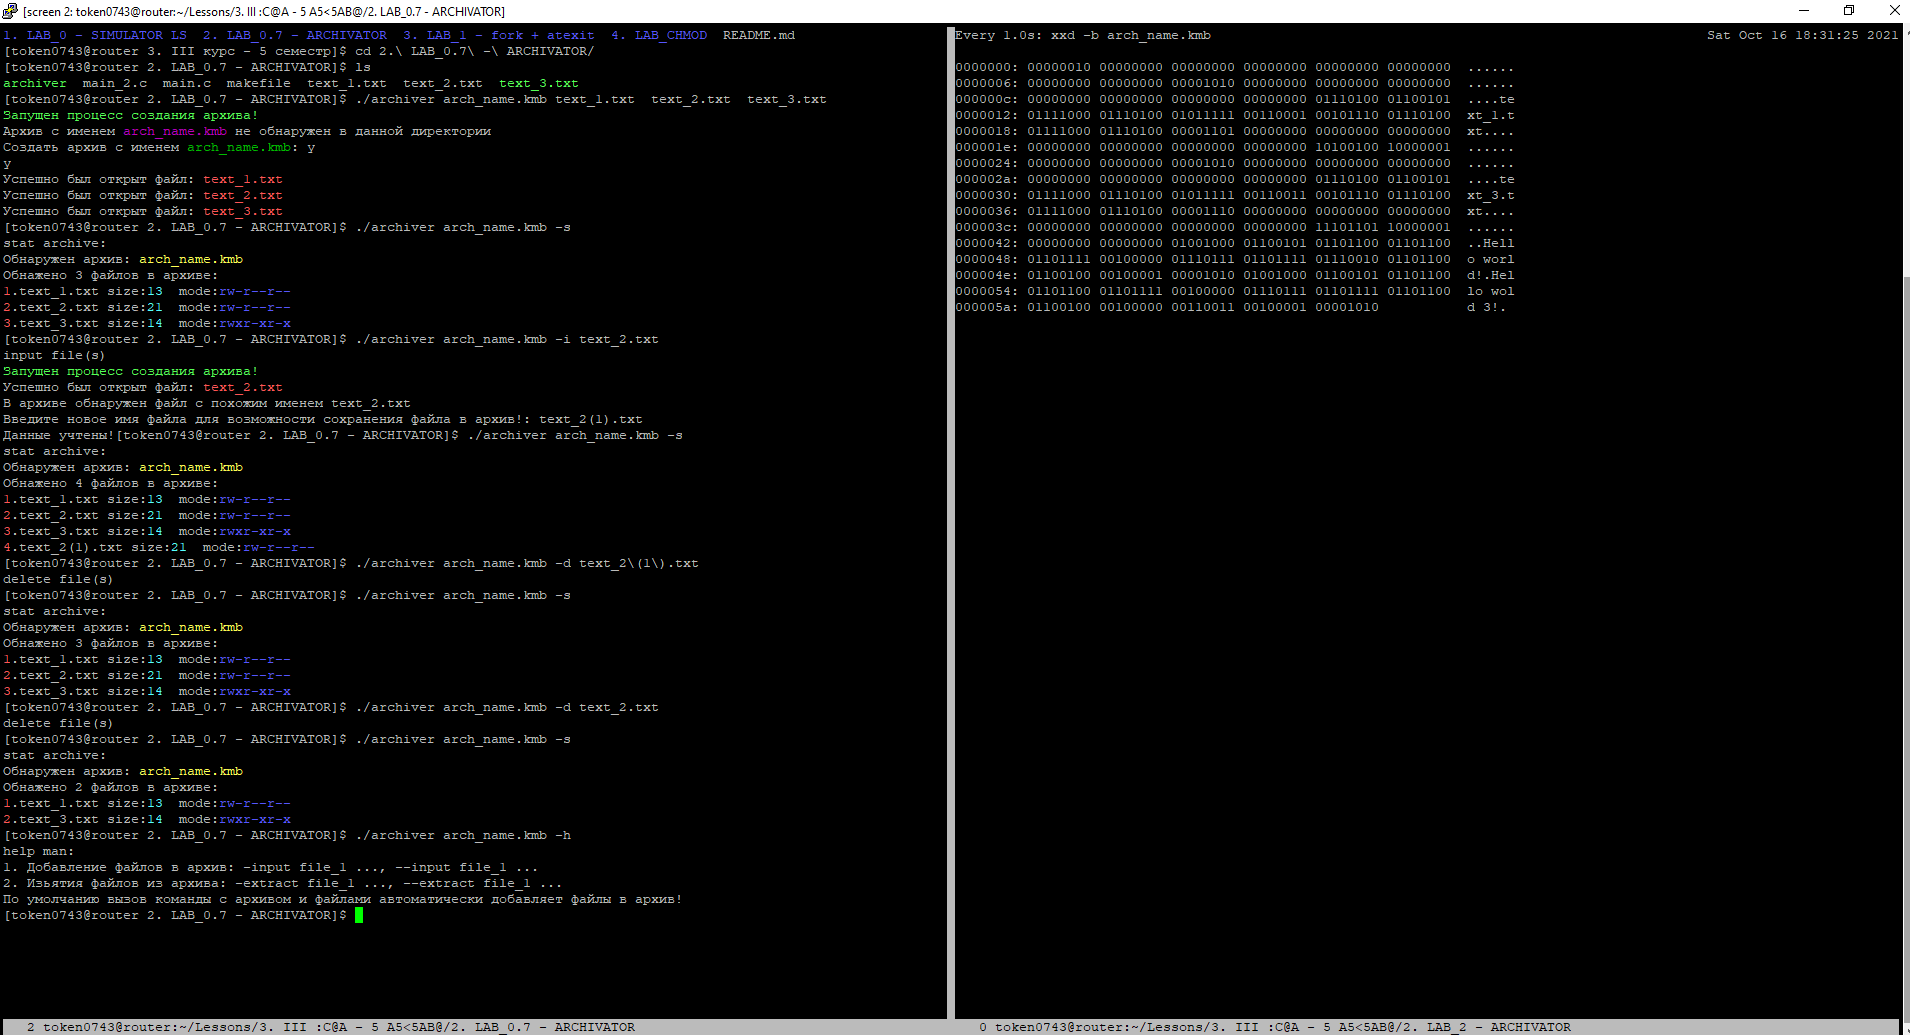 [screen 2: token0743@router:~/Lessons/3. III :C@A - 5 A5<5AB@/2. LAB_0.7 - ARCHIVATOR]
1. LAB_0 - SIMULATOR LS  2. LAB_0.7 - ARCHIVATOR  3. LAB_1 - fork + atexit  4. LAB_CHMOD  README.md
[token0743@router 3. III курс - 5 семестр]$ cd 2.\ LAB_0.7\ -\ ARCHIVATOR/
[token0743@router 2. LAB_0.7 - ARCHIVATOR]$ ls
archiver  main_2.c  main.c  makefile  text_1.txt  text_2.txt  text_3.txt
[token0743@router 2. LAB_0.7 - ARCHIVATOR]$ ./archiver arch_name.kmb text_1.txt  text_2.txt  text_3.txt
Запущен процесс создания архива!
Архив с именем arch_name.kmb не обнаружен в данной директории
Создать архив с именем arch_name.kmb: y
y
Успешно был открыт файл: text_1.txt
Успешно был открыт файл: text_2.txt
Успешно был открыт файл: text_3.txt
[token0743@router 2. LAB_0.7 - ARCHIVATOR]$ ./archiver arch_name.kmb -s
stat archive:
Обнаружен архив: arch_name.kmb
Обнажено 3 файлов в архиве:
1.text_1.txt size:13  mode:rw-r--r--
2.text_2.txt size:21  mode:rw-r--r--
3.text_3.txt size:14  mode:rwxr-xr-x
[token0743@router 2. LAB_0.7 - ARCHIVATOR]$ ./archiver arch_name.kmb -i text_2.txt
input file(s)
Запущен процесс создания архива!
Успешно был открыт файл: text_2.txt
В архиве обнаружен файл с похожим именем text_2.txt
Введите новое имя файла для возможности сохранения файла в архив!: text_2(1).txt
Данные учтены![token0743@router 2. LAB_0.7 - ARCHIVATOR]$ ./archiver arch_name.kmb -s
stat archive:
Обнаружен архив: arch_name.kmb
Обнажено 4 файлов в архиве:
1.text_1.txt size:13  mode:rw-r--r--
2.text_2.txt size:21  mode:rw-r--r--
3.text_3.txt size:14  mode:rwxr-xr-x
4.text_2(1).txt size:21  mode:rw-r--r--
[token0743@router 2. LAB_0.7 - ARCHIVATOR]$ ./archiver arch_name.kmb -d text_2\(1\).txt
delete file(s)
[token0743@router 2. LAB_0.7 - ARCHIVATOR]$ ./archiver arch_name.kmb -s
stat archive:
Обнаружен архив: arch_name.kmb
Обнажено 3 файлов в архиве:
1.text_1.txt size:13  mode:rw-r--r--
2.text_2.txt size:21  mode:rw-r--r--
3.text_3.txt size:14  mode:rwxr-xr-x
[token0743@router 2. LAB_0.7 - ARCHIVATOR]$ ./archiver arch_name.kmb -d text_2.txt
delete file(s)
[token0743@router 2. LAB_0.7 - ARCHIVATOR]$ ./archiver arch_name.kmb -s
stat archive:
Обнаружен архив: arch_name.kmb
Обнажено 2 файлов в архиве:
1.text_1.txt size:13  mode:rw-r--r--
2.text_3.txt size:14  mode:rwxr-xr-x
[token0743@router 2. LAB_0.7 - ARCHIVATOR]$ ./archiver arch_name.kmb -h
help man:
1. Добавление файлов в архив: -input file_1 ..., --input file_1 ...
2. Изьятия файлов из архива: -extract file_1 ..., --extract file_1 ...
По умолчанию вызов команды с архивом и файлами автоматически добавляет файлы в архив!
[token0743@router 2. LAB_0.7 - ARCHIVATOR]$
2 token0743@router:~/Lessons/3. III :C@A - 5 A5<5AB@/2. LAB_0.7 - ARCHIVATOR
Every 1.0s: xxd -b arch_name.kmb  Sat Oct 16 18:31:25 2021
0000000: 00000010 00000000 00000000 00000000 00000000 00000000  ......
0000006: 00000000 00000000 00001010 00000000 00000000 00000000  ......
000000c: 00000000 00000000 00000000 00000000 01110100 01100101  ....te
0000012: 01111000 01110100 01011111 00110001 00101110 01110100  xt_1.t
0000018: 01111000 01110100 00001101 00000000 00000000 00000000  xt....
000001e: 00000000 00000000 00000000 00000000 10100100 10000001  ......
0000024: 00000000 00000000 00001010 00000000 00000000 00000000  ......
000002a: 00000000 00000000 00000000 00000000 01110100 01100101  ....te
0000030: 01111000 01110100 01011111 00110011 00101110 01110100  xt_3.t
0000036: 01111000 01110100 00001110 00000000 00000000 00000000  xt....
000003c: 00000000 00000000 00000000 00000000 11101101 10000001  ......
0000042: 00000000 00000000 01001000 01100101 01101100 01101100  ..Hell
0000048: 01101111 00100000 01110111 01101111 01110010 01101100  o worl
000004e: 01100100 00100001 00001010 01001000 01100101 01101100  d!.Hel
0000054: 01101100 01101111 00100000 01110111 01101111 01101100  lo wol
000005a: 01100100 00100000 00110011 00100001 00001010  d 3!.
0 token0743@router:~/Lessons/3. III :C@A - 5 A5<5AB@/2. LAB_2 - ARCHIVATOR